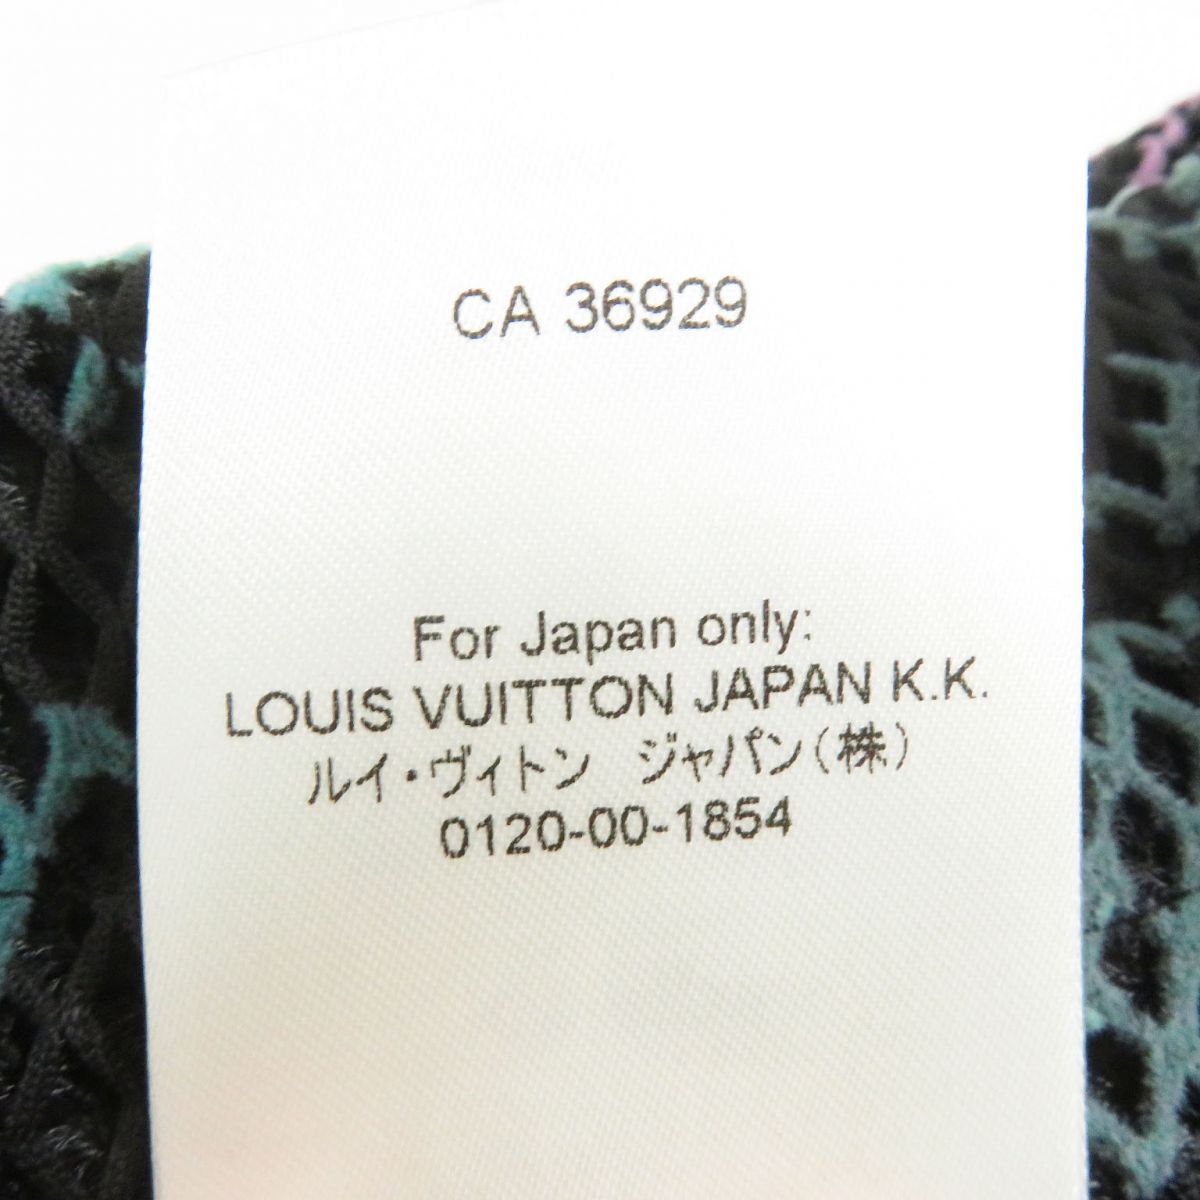 CA 36929
For Japan only:
LOUIS VUITTON JAPAN K.K.
ルイ・ヴィトン　ジャパン(株)
0120-00-1854